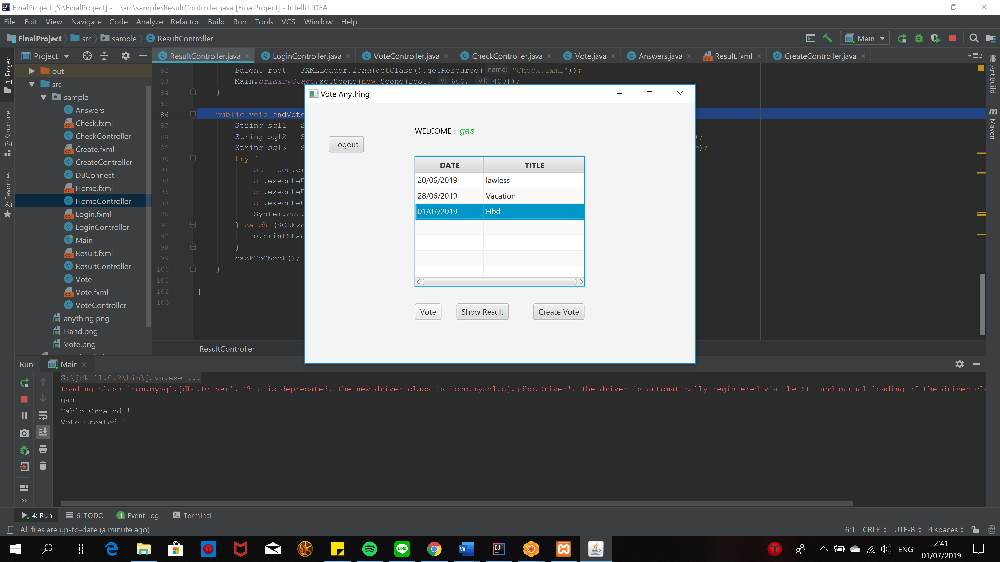 FinalProject [S:\FinalProject] - ...\src\sample\ResultController.java [FinalProject] - IntelliJ IDEA
File Edit View Navigate Code Analyze Refactor Build Run Tools VCS Window Help
FinalProject src sample ResultController
Main
1: Project
7: Structure
2: Favorites
Project
out
src
sample
Answers
Check.fxml
CheckController
Create.fxml
CreateController
DBConnect
Home.fxml
HomeController
Login.fxml
LoginController
Main
Result.fxml
ResultController
Vote
Vote.fxml
VoteController
anything.png
Hand.png
Vote.png
ResultController.java LoginController.java VoteController.java CheckController.java Vote.java Answers.java Result.fxml CreateController.java
2
82 Parent root = FXMLLoader.load(getClass().getResource( name: "Check.fxml"));
83 Main.primaryStage.setScene(new Scene(root, v: 600, v1: 400));
84 }
85
86 public void endVote
87 String sql1 = S
88 String sql2 = S );
89 String sql3 = S e);
90 try {
91 st = con.cr
92 st.executeU
93 st.executeU
94 st.executeU
95 System.out.
96 } catch (SQLExc
97 e.printStac
98 }
99 backToCheck();
100 }
101
102 }
103
ResultController
Ant Build
Maven
Vote Anything
WELCOME : gas
Logout
DATE TITLE
20/06/2019 lawless
28/06/2019 Vacation
01/07/2019 Hbd
Vote Show Result Create Vote
Run: Main
S:\jdk-11.0.2\bin\java.exe ...
Loading class `com.mysql.jdbc.Driver'. This is deprecated. The new driver class is `com.mysql.cj.jdbc.Driver'. The driver is automatically registered via the SPI and manual loading of the driver cla
gas
Table Created !
Vote Created !
4: Run 6: TODO 1 Event Log Terminal
All files are up-to-date (a minute ago) 6:1 CRLF UTF-8 4 spaces
LINE
ENG
2:41
01/07/2019